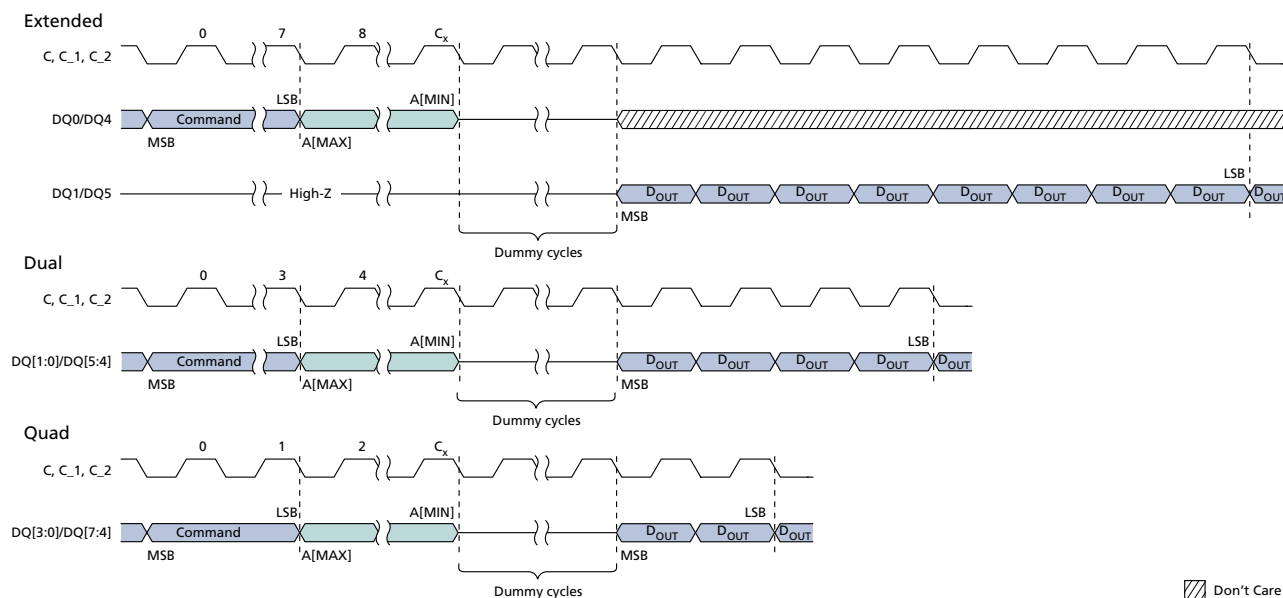 Extended
0 7 8 Cx
C, C_1, C_2
LSB A[MIN]
DQ0/DQ4 Command
MSB A[MAX]
LSB
DQ1/DQ5 High-Z DOUT DOUT DOUT DOUT DOUT DOUT DOUT DOUT DOUT
MSB
Dummy cycles
Dual
0 3 4 Cx
C, C_1, C_2
LSB A[MIN] LSB
DQ[1:0]/DQ[5:4] Command DOUT DOUT DOUT DOUT DOUT
MSB A[MAX] MSB
Dummy cycles
Quad
0 1 2 Cx
C, C_1, C_2
LSB A[MIN] LSB
DQ[3:0]/DQ[7:4] Command DOUT DOUT DOUT
MSB A[MAX] MSB
Dummy cycles
Don't Care